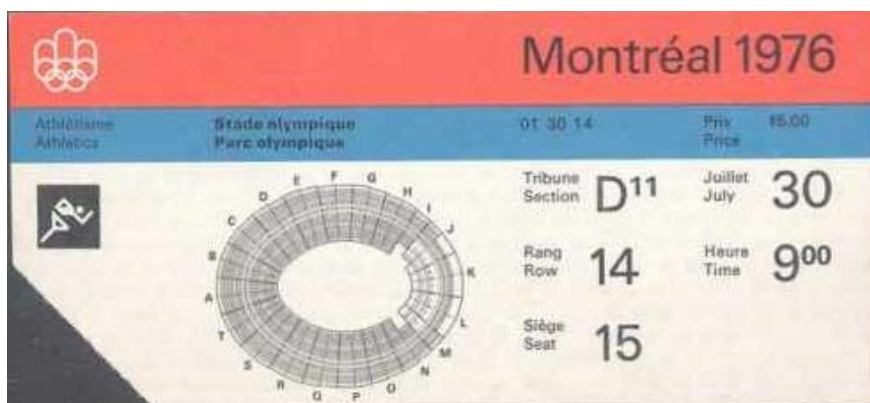 Montréal 1976
Athlétisme
Athletics
Stade olympique
Parc olympique
01 30 14
Prix
Price
$5,00
Tribune
Section
D11
Juillet
July
30
Rang
Row
14
Heure
Time
900
Siège
Seat
15
A
B
C
D
E
F
G
H
I
J
K
L
M
N
O
P
Q
R
S
T